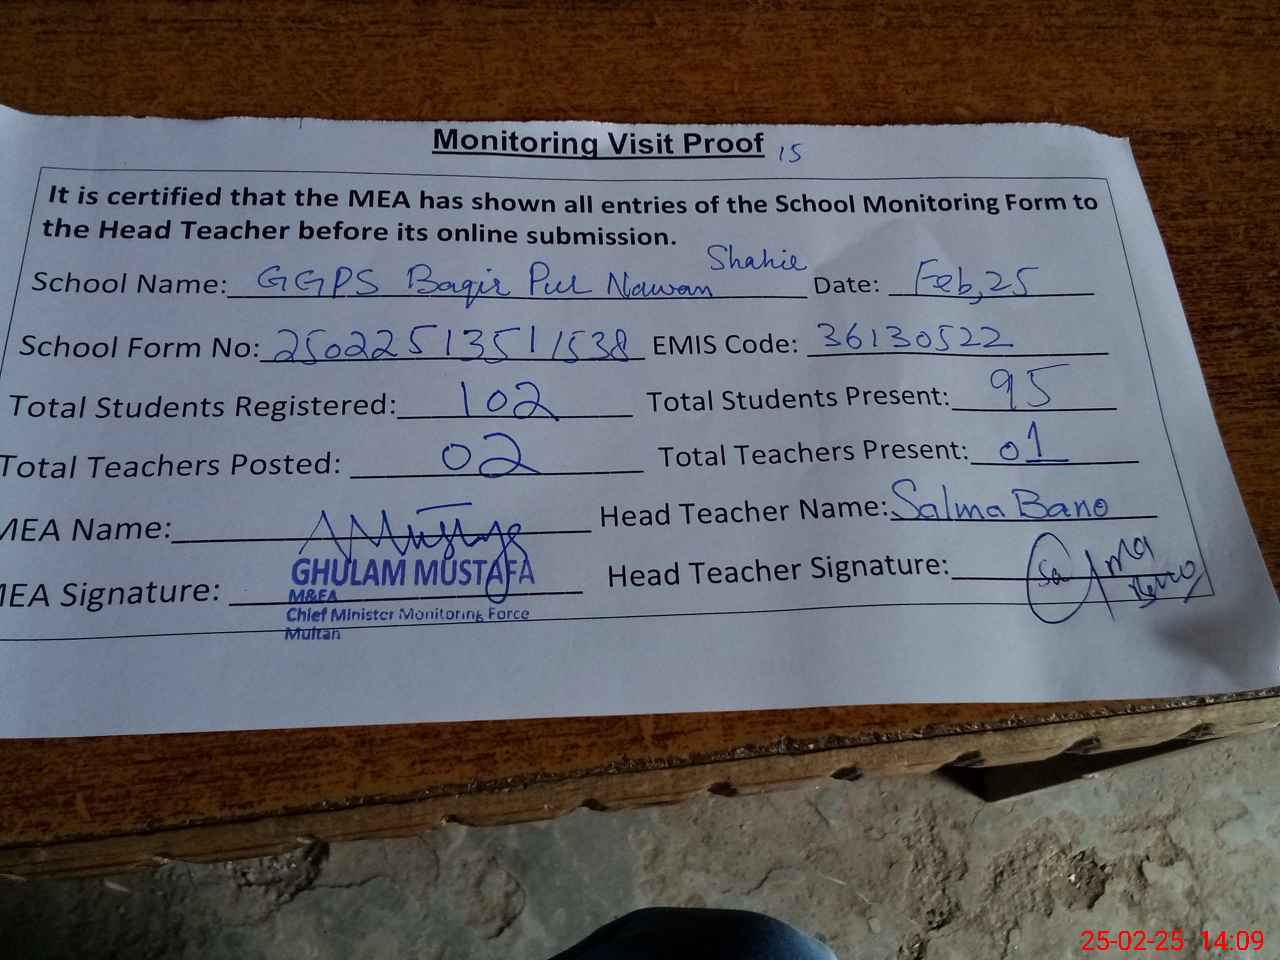 Monitoring Visit Proof 15
It is certified that the MEA has shown all entries of the School Monitoring Form to
the Head Teacher before its online submission.
School Name: GGPS Baqir Pur Nawan Date: Feb, 25
School Form No: 25022513511538 EMIS Code: 36130522
Total Students Registered: 102 Total Students Present: 95
Total Teachers Posted: 02 Total Teachers Present: 01
MEA Name: Head Teacher Name: Salma Bano
MEA Signature: Head Teacher Signature: Salma Bano
GHULAM MUSTAFA
M&EA
Chief Minister Monitoring Force
Multan
25-02-25 14:09